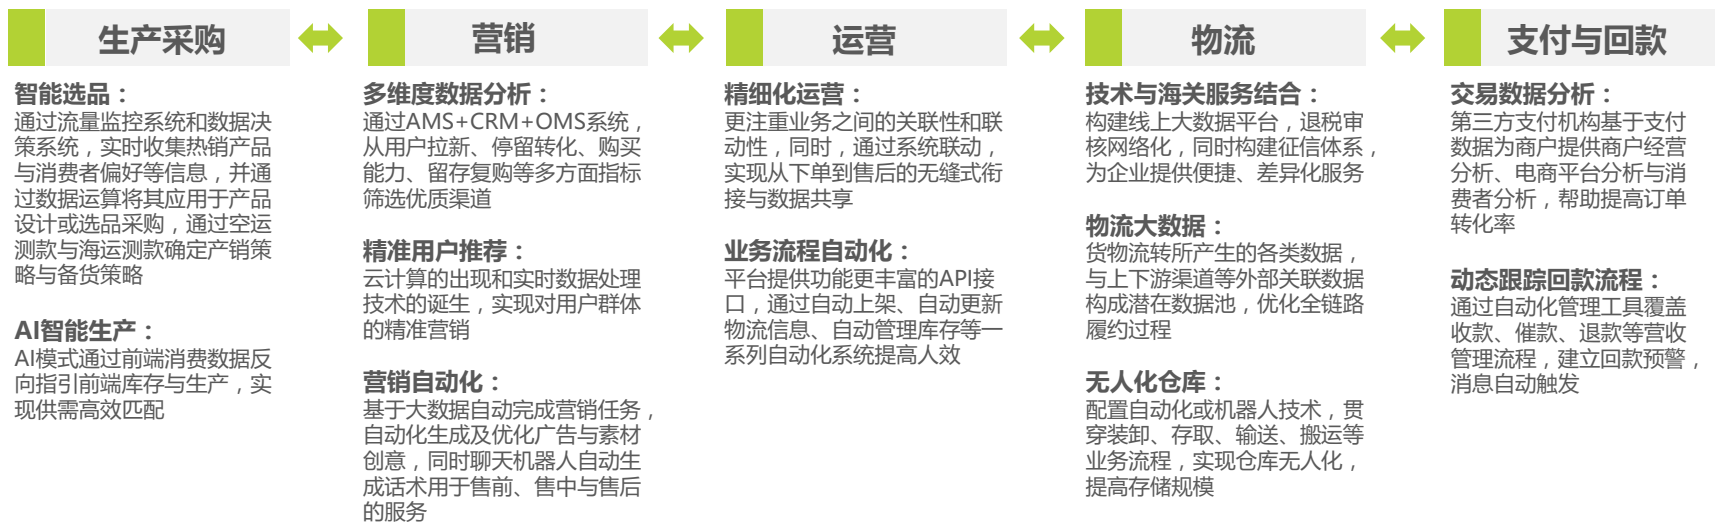 生产采购
智能选品：
通过流量监控系统和数据决
策系统，实时收集热销产品
与消费者偏好等信息，并通
过数据运算将其应用于产品
设计或选品采购，通过空运
测款与海运测款确定产销策
略与备货策略
AI智能生产：
AI模式通过前端消费数据反
向指引前端库存与生产，实
现供需高效匹配
营销
多维度数据分析：
通过AMS+CRM+OMS系统，
从用户拉新、停留转化、购买
能力、留存复购等多方面指标
筛选优质渠道
精准用户推荐：
云计算的出现和实时数据处理
技术的诞生，实现对用户群体
的精准营销
营销自动化：
基于大数据自动完成营销任务，
自动化生成及优化广告与素材
创意，同时聊天机器人自动生
成话术用于售前、售中与售后
的服务
运营
精细化运营：
更注重业务之间的关联性和联
动性，同时，通过系统联动，
实现从下单到售后的无缝式衔
接与数据共享
业务流程自动化：
平台提供功能更丰富的API接
口，通过自动上架、自动更新
物流信息、自动管理库存等一
系列自动化系统提高人效
物流
技术与海关服务结合：
构建线上大数据平台，退税审
核网络化，同时构建征信体系，
为企业提供便捷、差异化服务
物流大数据：
货物流转所产生的各类数据，
与上下游渠道等外部关联数据
构成潜在数据池，优化全链路
履约过程
无人化仓库：
配置自动化或机器人技术，贯
穿装卸、存取、输送、搬运等
业务流程，实现仓库无人化，
提高存储规模
支付与回款
交易数据分析：
第三方支付机构基于支付
数据为商户提供商户经营
分析、电商平台分析与消
费者分析，帮助提高订单
转化率
动态跟踪回款流程：
通过自动化管理工具覆盖
收款、催款、退款等营收
管理流程，建立回款预警，
消息自动触发